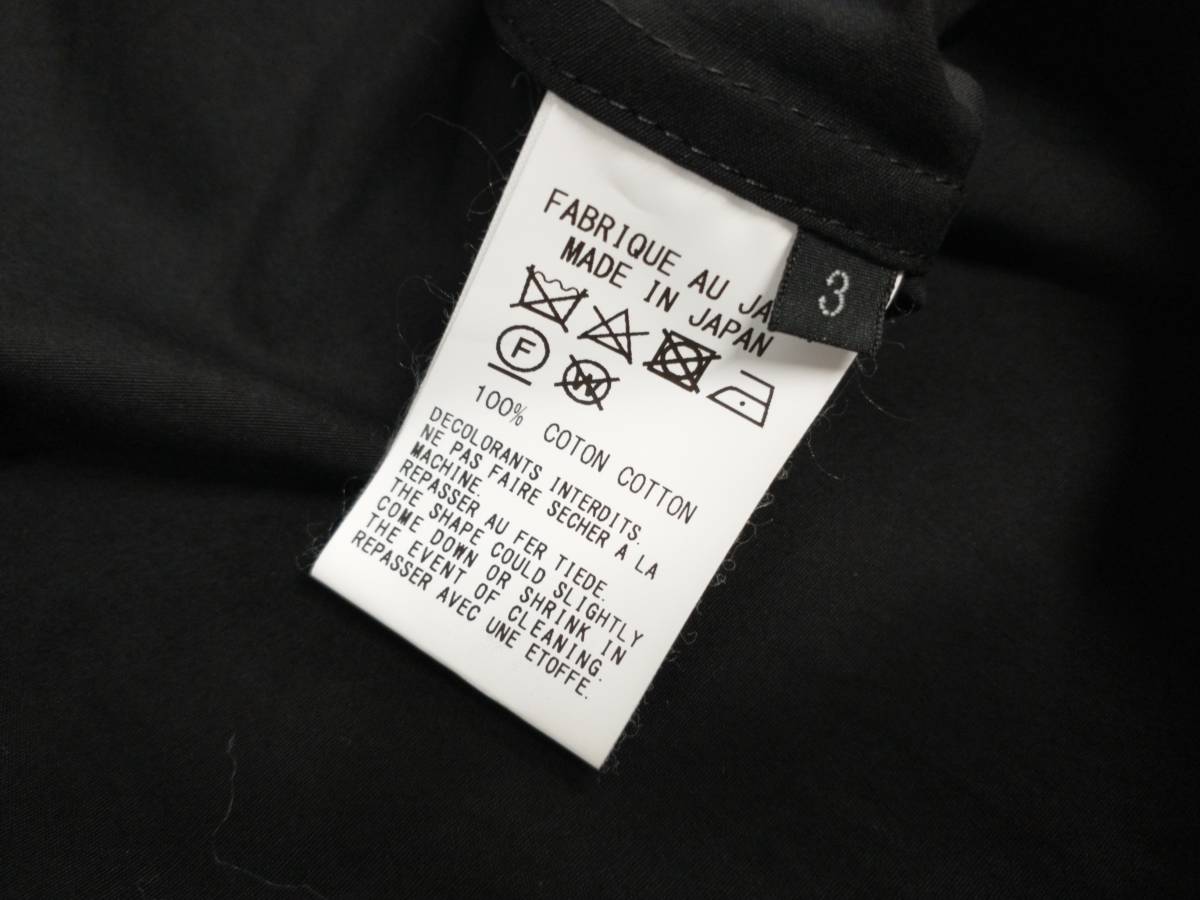 FABRIQUE AU JA
MADE IN JAPAN
3
F
W
100% COTON COTTON
DECOLORANTS INTERDITS.
NE PAS FAIRE SECHER A LA
MACHINE.
REPASSER AU FER TIEDE.
THE SHAPE COULD SLIGHTLY
COME DOWN OR SHRINK IN
THE EVENT OF CLEANING.
REPASSER AVEC UNE ETOFFE.